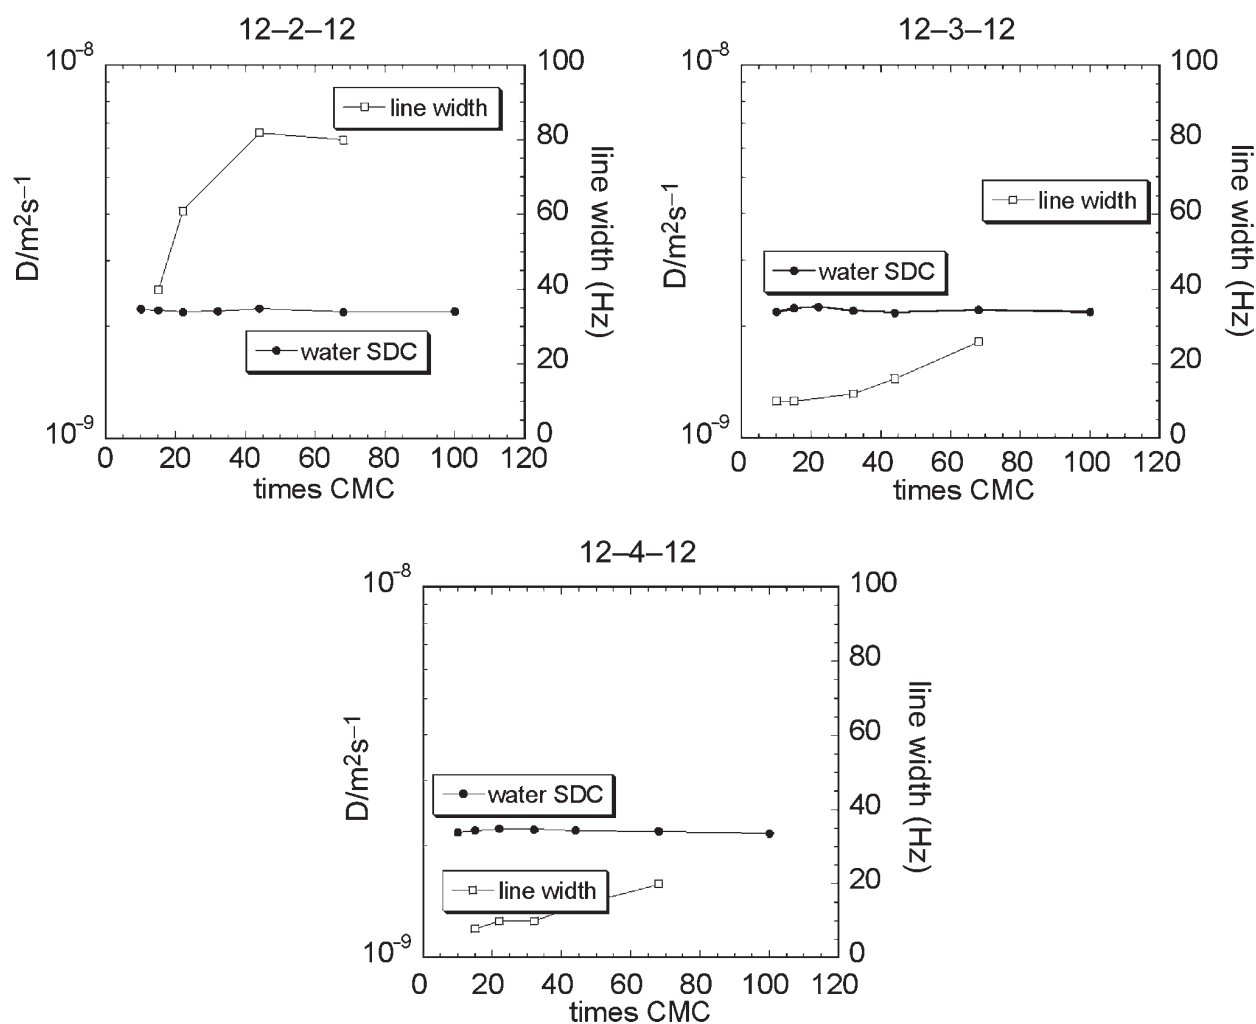 12–2–12
10⁻⁸
100
80
60
40
20
0
10⁻⁹
D/m²s⁻¹
line width (Hz)
line width
water SDC
0 20 40 60 80 100 120
times CMC
12–3–12
10⁻⁸
100
80
60
40
20
0
10⁻⁹
D/m²s⁻¹
line width (Hz)
line width
water SDC
0 20 40 60 80 100 120
times CMC
12–4–12
10⁻⁸
100
80
60
40
20
0
10⁻⁹
D/m²s⁻¹
line width (Hz)
water SDC
line width
0 20 40 60 80 100 120
times CMC